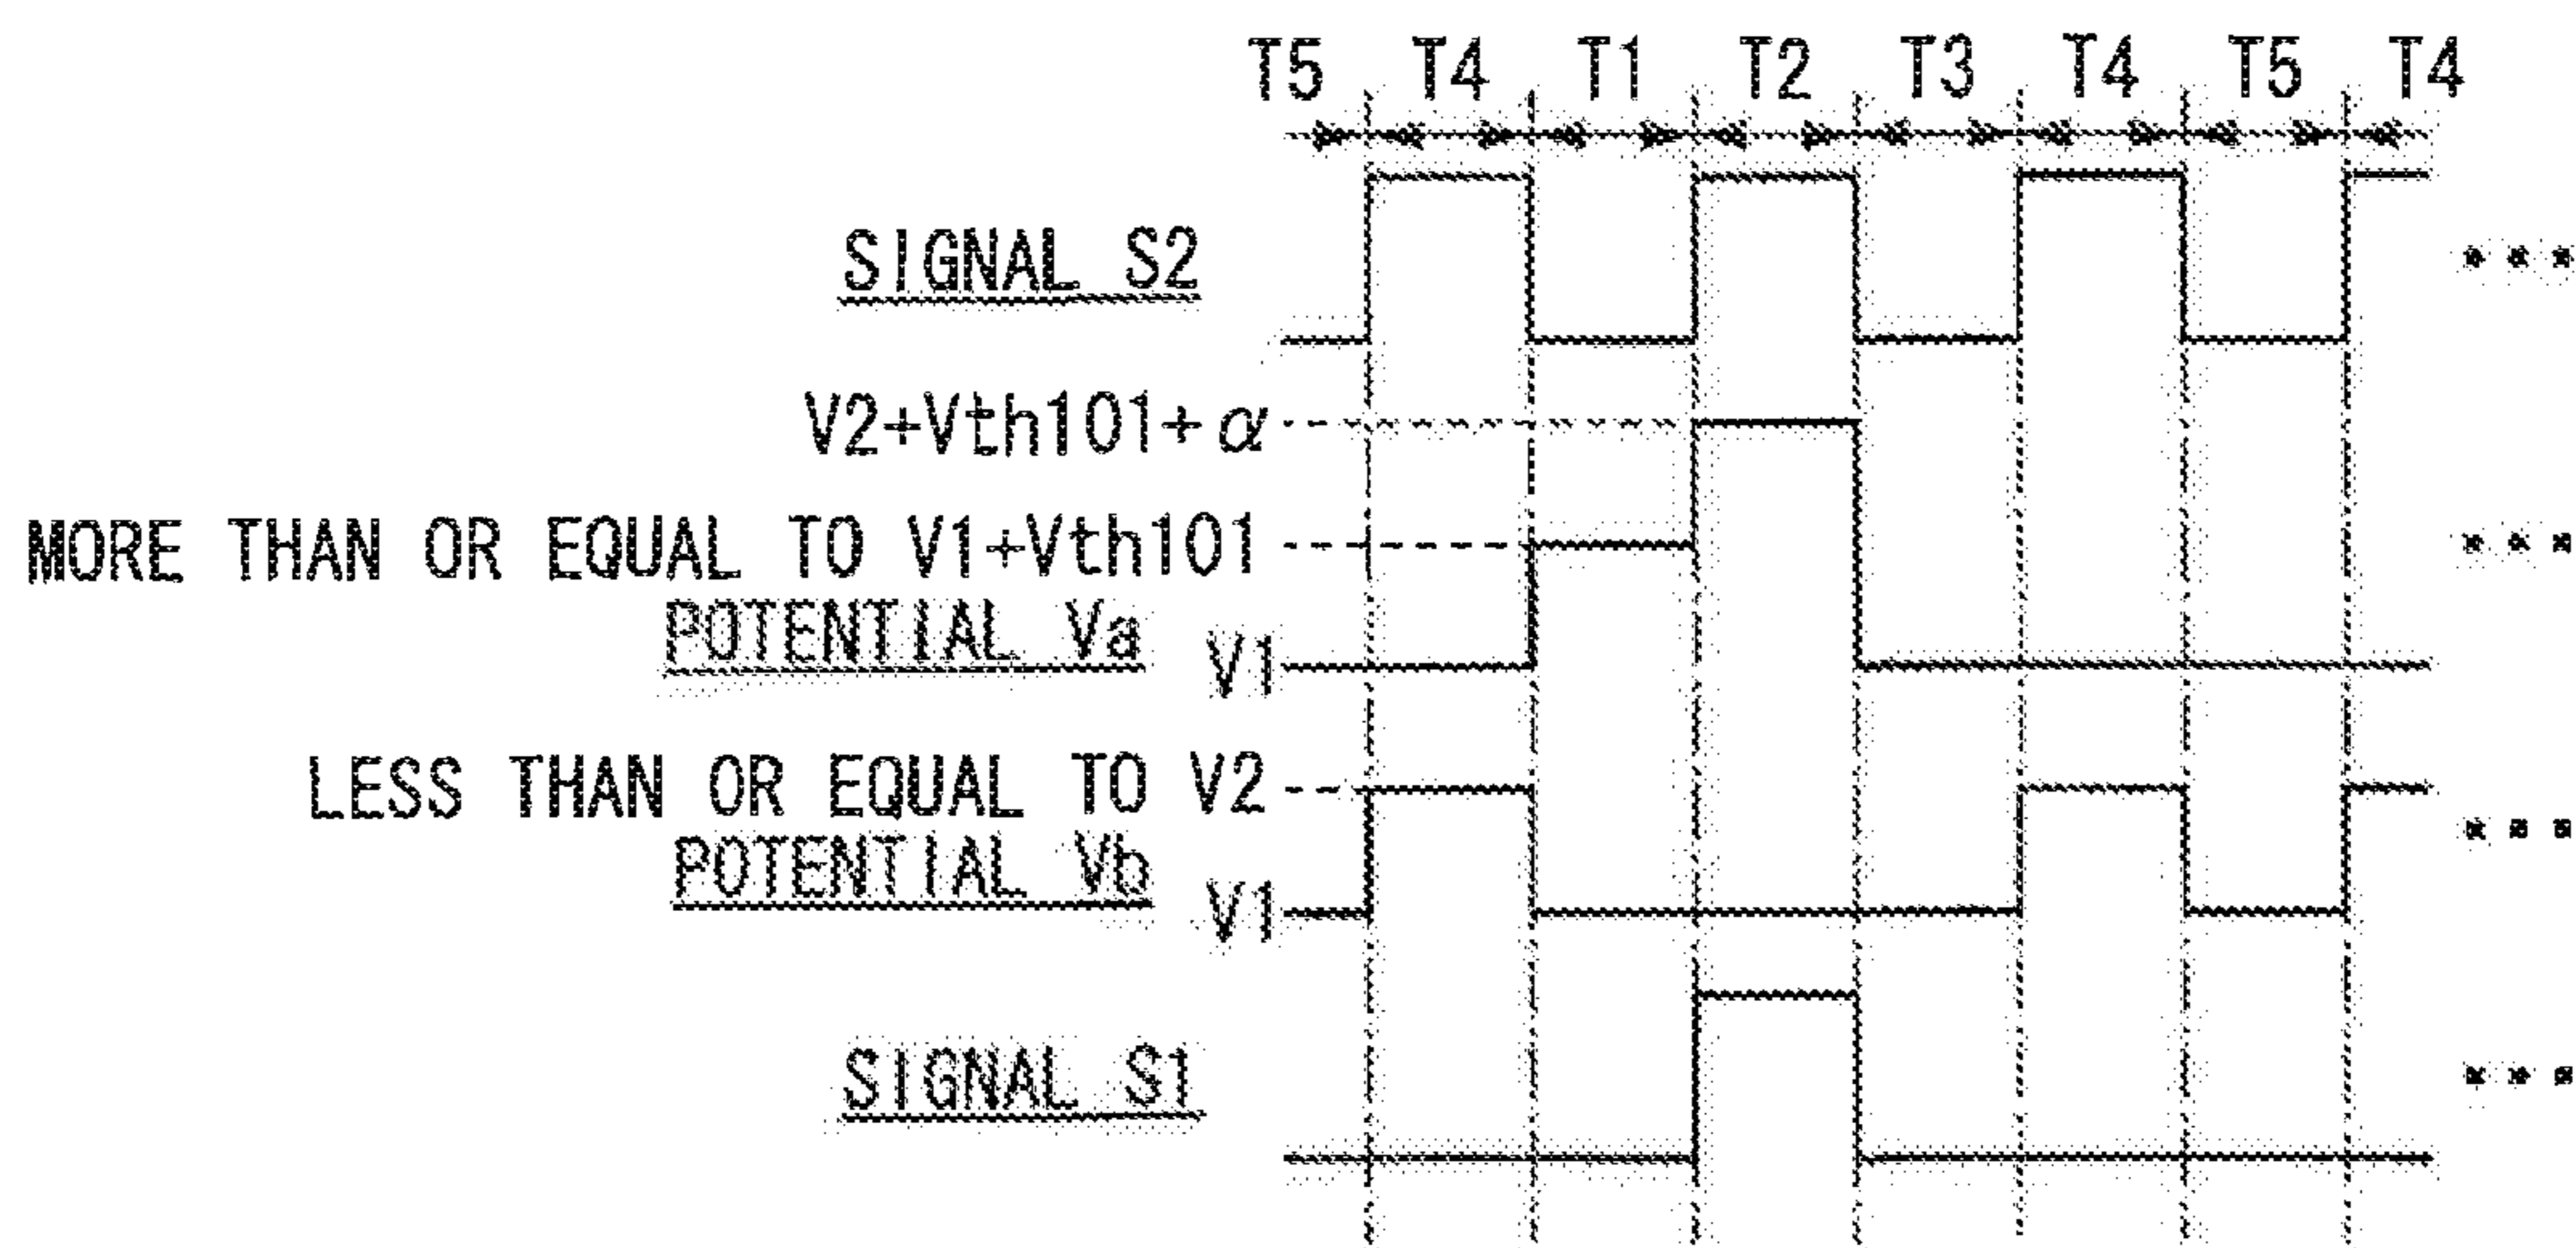 T5 T4 T1 T2 T3 T4 T5 T4
SIGNAL S2
V2+Vth101+α
MORE THAN OR EQUAL TO V1+Vth101
POTENTIAL Va V1
LESS THAN OR EQUAL TO V2
POTENTIAL Vb V1
SIGNAL S1